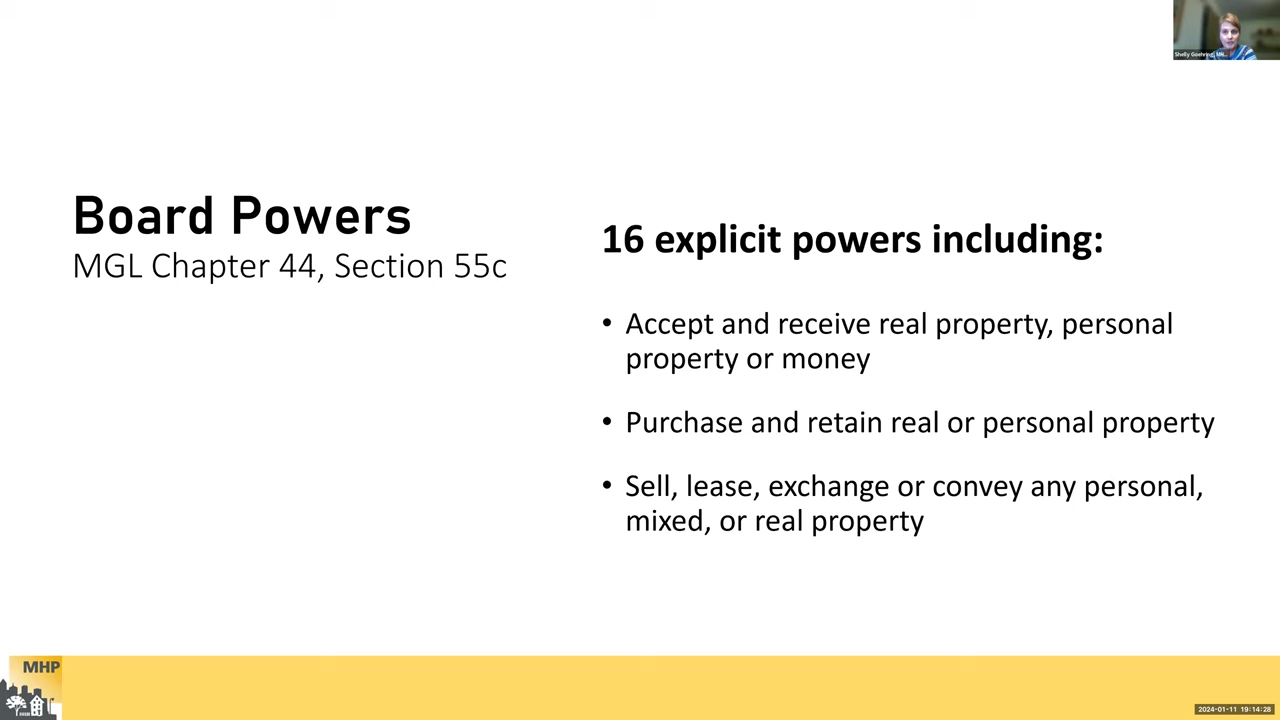 Shelly Goehring,
Board Powers
MGL Chapter 44, Section 55c
16 explicit powers including:
• Accept and receive real property, personal
property or money
• Purchase and retain real or personal property
• Sell, lease, exchange or convey any personal,
mixed, or real property
MHP
2024-01-11 19:14:28